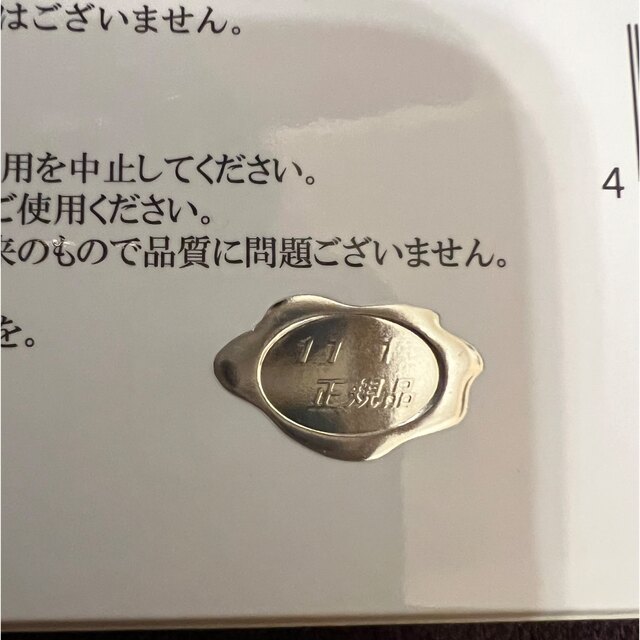 はございません。
用を中止してください。
ご使用ください。
来のもので品質に問題ございません。
を。
4
11 1
正規品